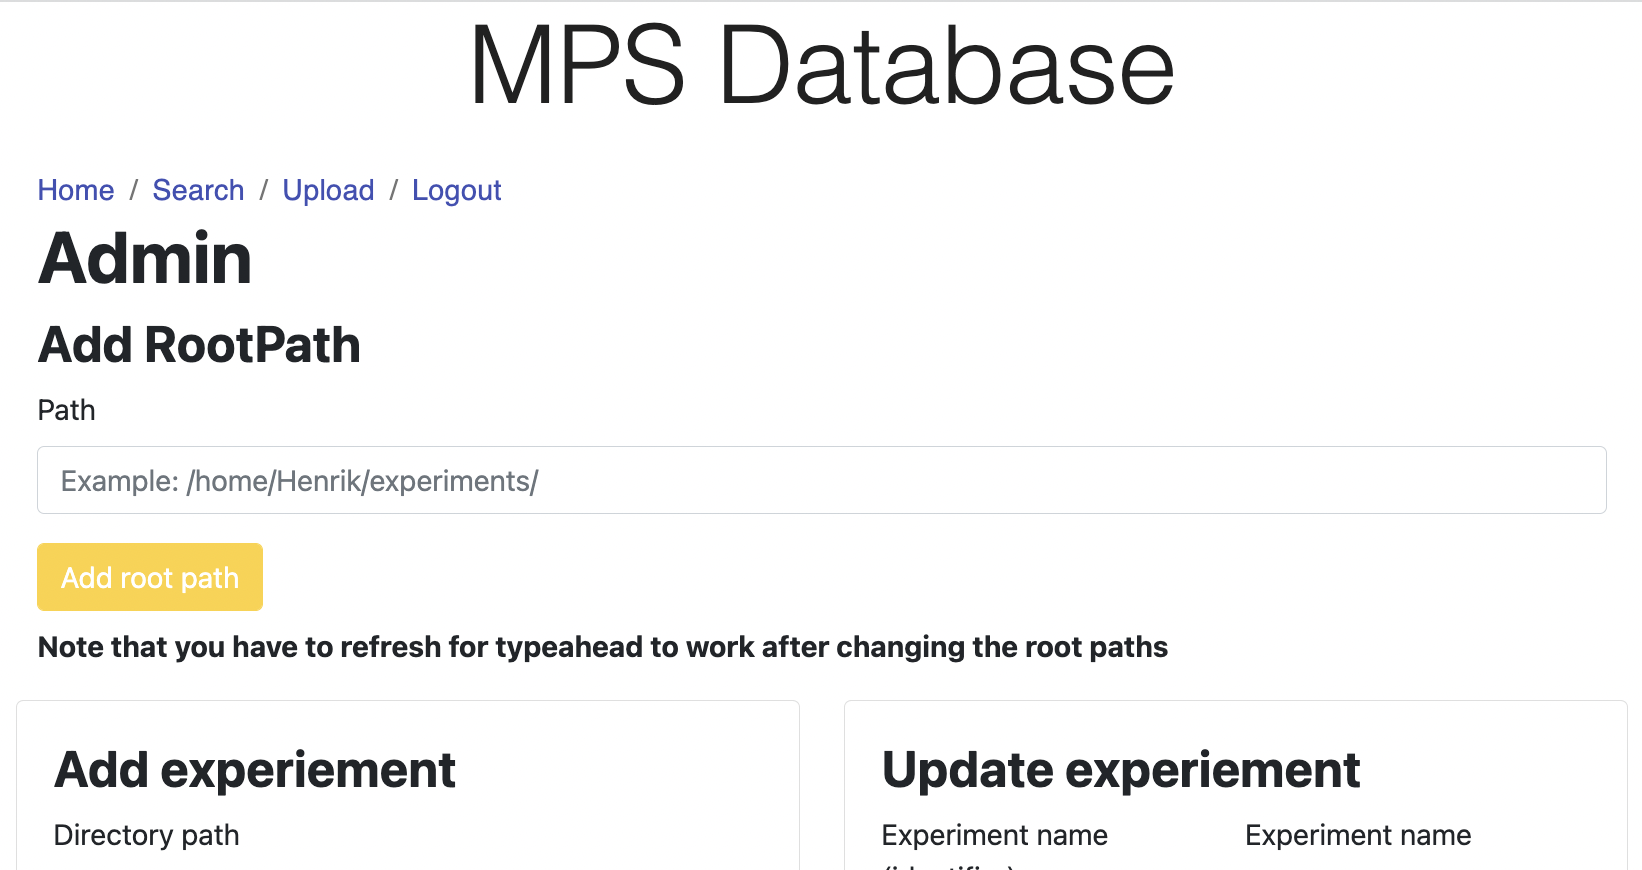 MPS Database
Home / Search / Upload / Logout
Admin
Add RootPath
Path
Example: /home/Henrik/experiments/
Add root path
Note that you have to refresh for typeahead to work after changing the root paths
Add experiement
Directory path
Update experiement
Experiment name
Experiment name